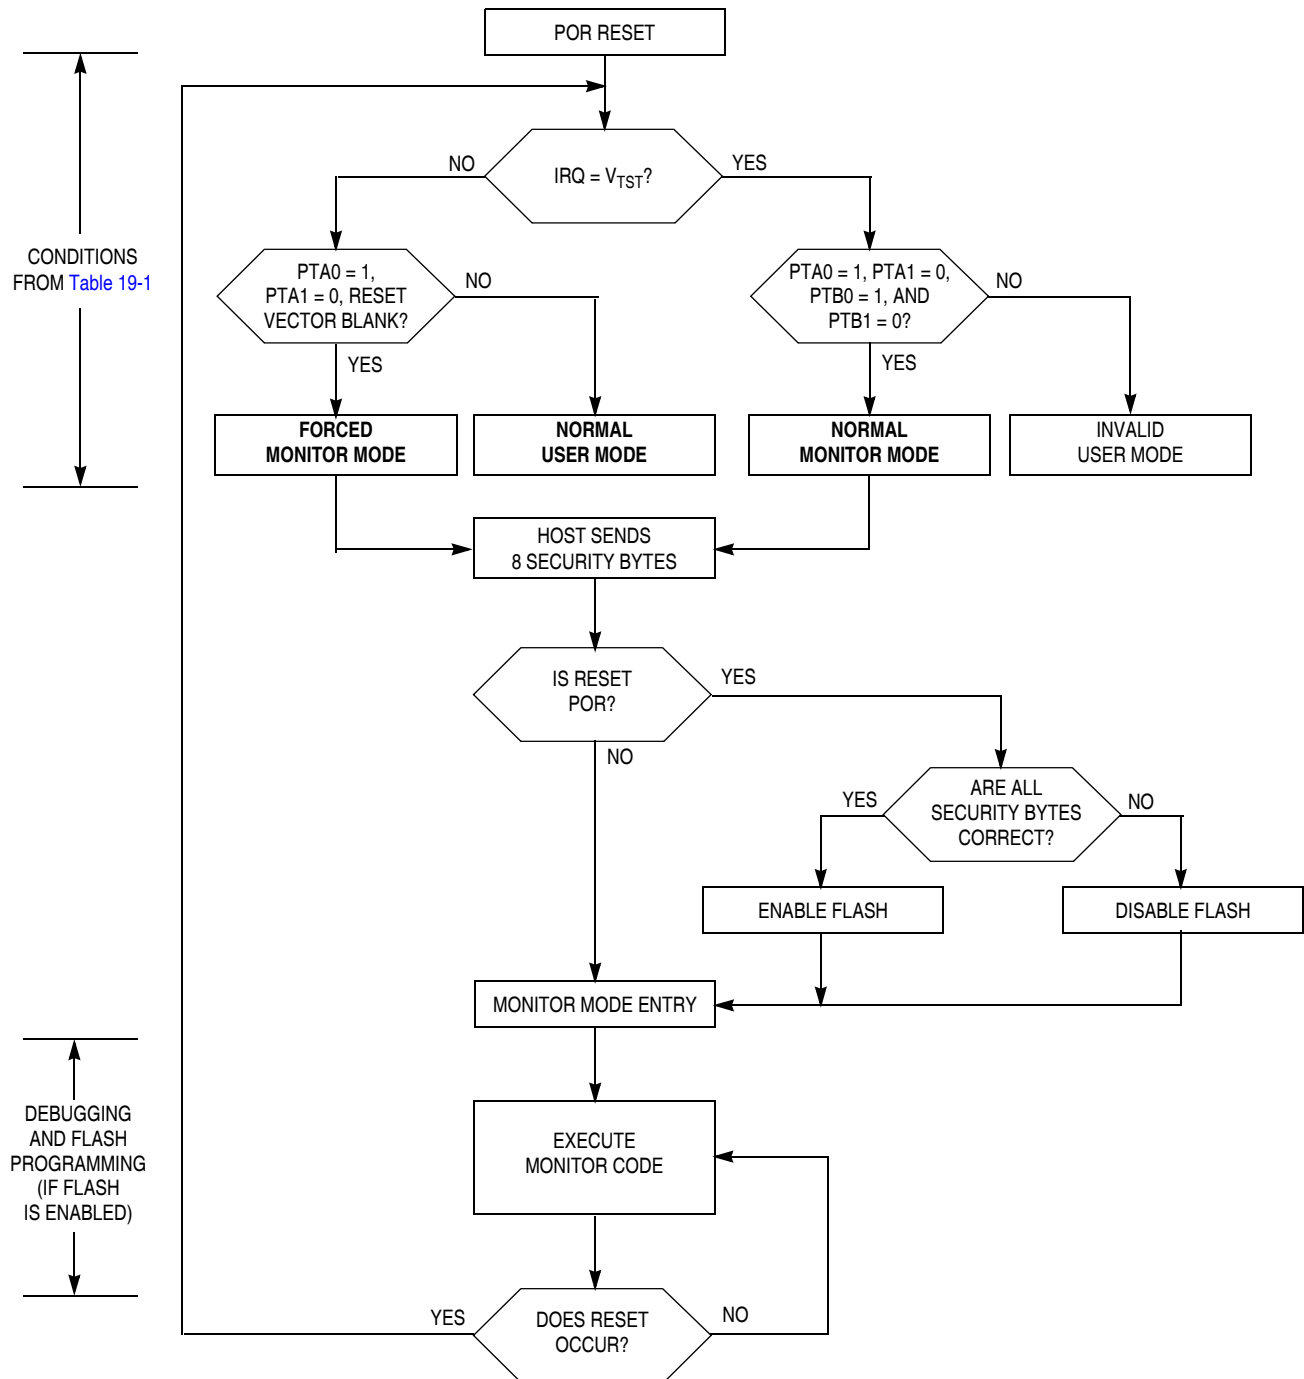 POR RESET
NO
IRQ = VTST?
YES
CONDITIONS
FROM Table 19-1
PTA0 = 1,
PTA1 = 0, RESET
VECTOR BLANK?
NO
YES
PTA0 = 1, PTA1 = 0,
PTB0 = 1, AND
PTB1 = 0?
NO
YES
FORCED
MONITOR MODE
NORMAL
USER MODE
NORMAL
MONITOR MODE
INVALID
USER MODE
HOST SENDS
8 SECURITY BYTES
IS RESET
POR?
YES
NO
YES
ARE ALL
SECURITY BYTES
CORRECT?
NO
ENABLE FLASH
DISABLE FLASH
MONITOR MODE ENTRY
DEBUGGING
AND FLASH
PROGRAMMING
(IF FLASH
IS ENABLED)
EXECUTE
MONITOR CODE
YES
DOES RESET
OCCUR?
NO